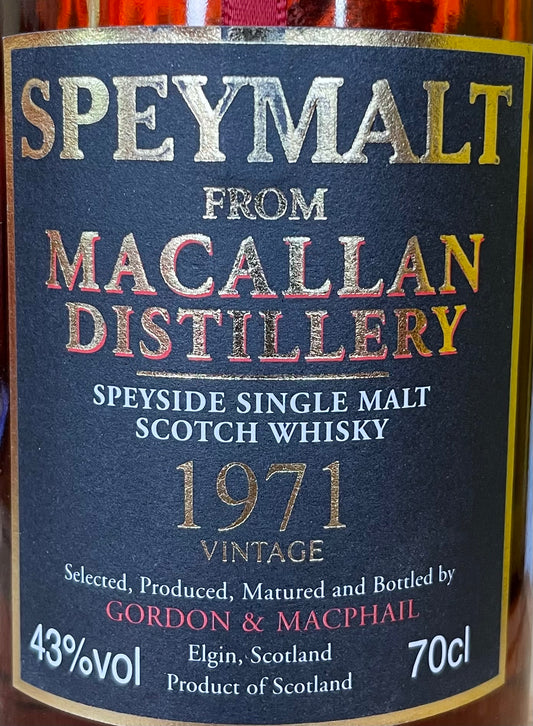 SPEYMALT
FROM
MACALLAN
DISTILLERY
SPEYSIDE SINGLE MALT
SCOTCH WHISKY
1971
VINTAGE
Selected, Produced, Matured and Bottled by
GORDON & MACPHAIL
43%vol
Elgin, Scotland
70cl
Product of Scotland